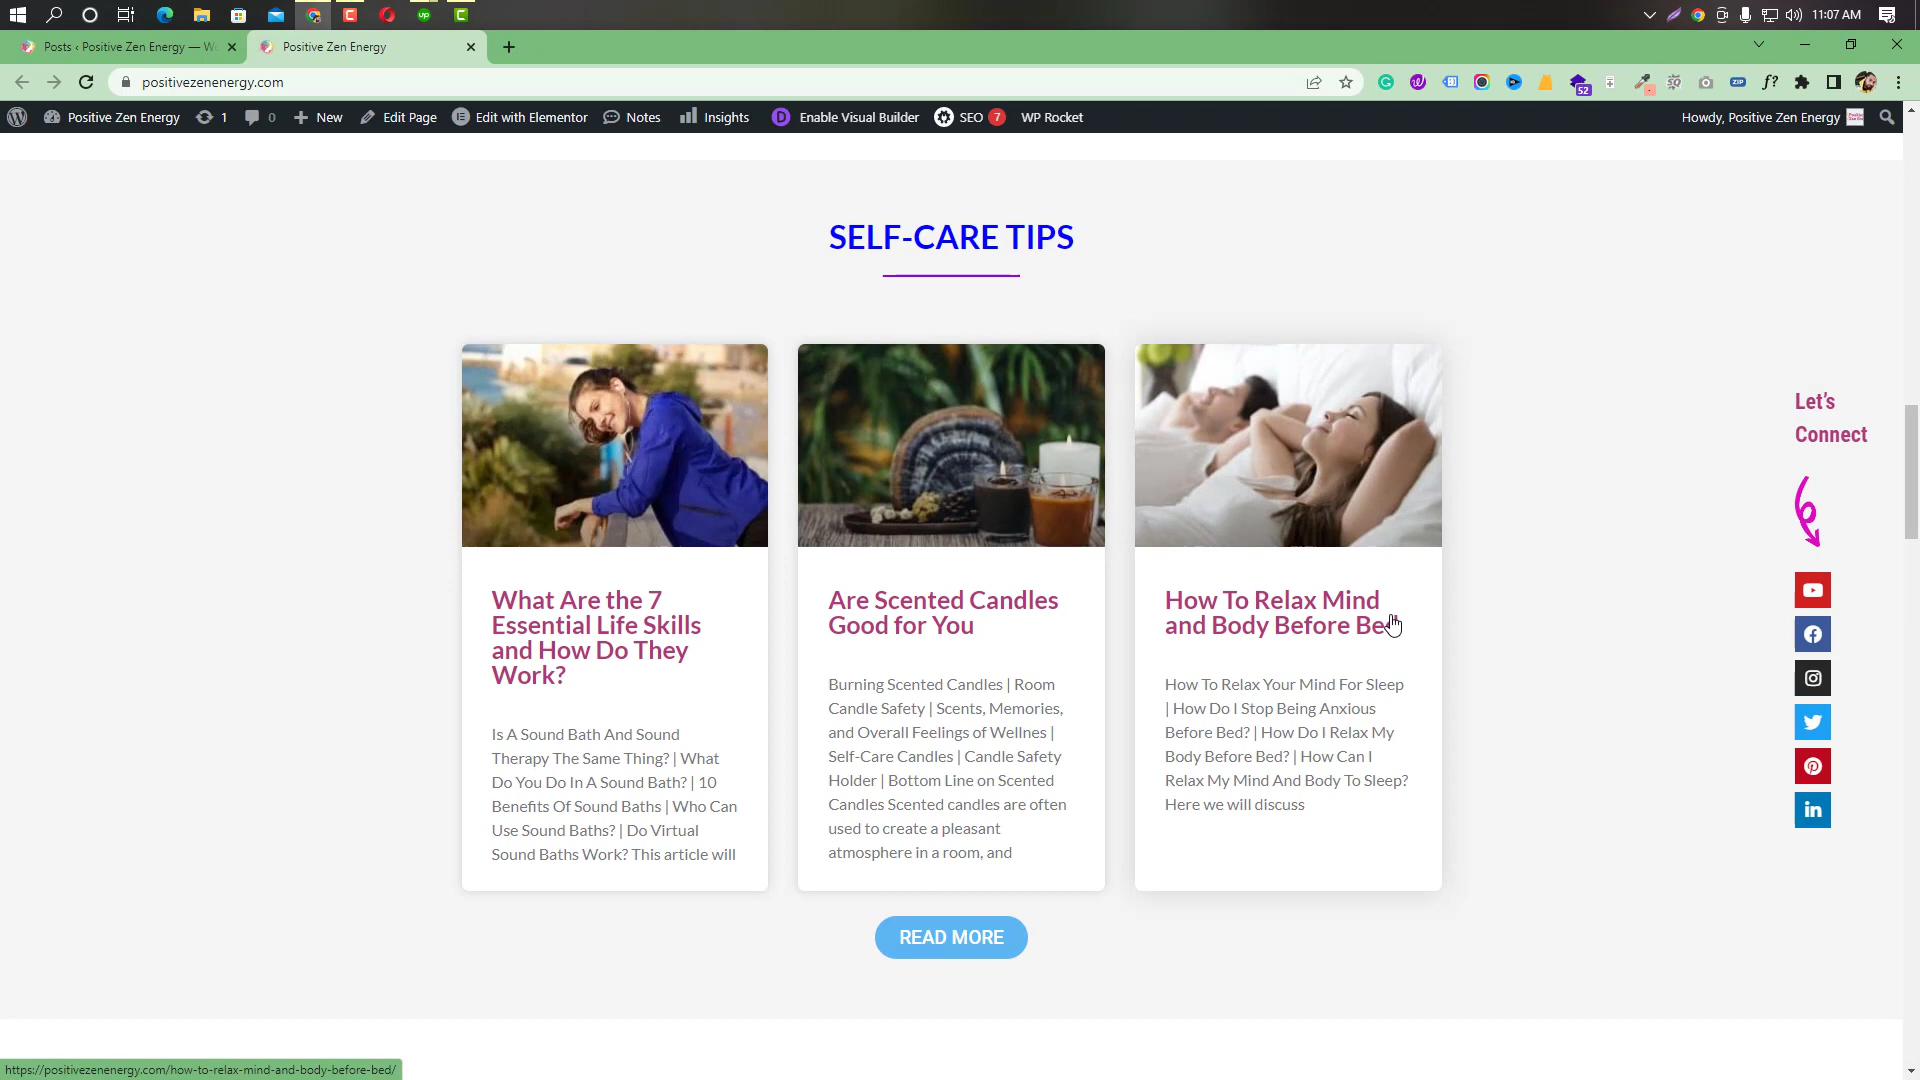 11:07 AM
Posts ‹ Positive Zen Energy — Wo
Positive Zen Energy
positivezenenergy.com
52
ZIP
f?
Positive Zen Energy
1
0
New
Edit Page
Edit with Elementor
Notes
Insights
D
Enable Visual Builder
SEO 7
WP Rocket
Howdy, Positive Zen Energy
SELF-CARE TIPS
What Are the 7
Essential Life Skills
and How Do They
Work?
Is A Sound Bath And Sound
Therapy The Same Thing? | What
Do You Do In A Sound Bath? | 10
Benefits Of Sound Baths | Who Can
Use Sound Baths? | Do Virtual
Sound Baths Work? This article will
Are Scented Candles
Good for You
Burning Scented Candles | Room
Candle Safety | Scents, Memories,
and Overall Feelings of Wellnes |
Self-Care Candles | Candle Safety
Holder | Bottom Line on Scented
Candles Scented candles are often
used to create a pleasant
atmosphere in a room, and
How To Relax Mind
and Body Before Be
How To Relax Your Mind For Sleep
| How Do I Stop Being Anxious
Before Bed? | How Do I Relax My
Body Before Bed? | How Can I
Relax My Mind And Body To Sleep?
Here we will discuss
READ MORE
Let's
Connect
https://positivezenenergy.com/how-to-relax-mind-and-body-before-bed/